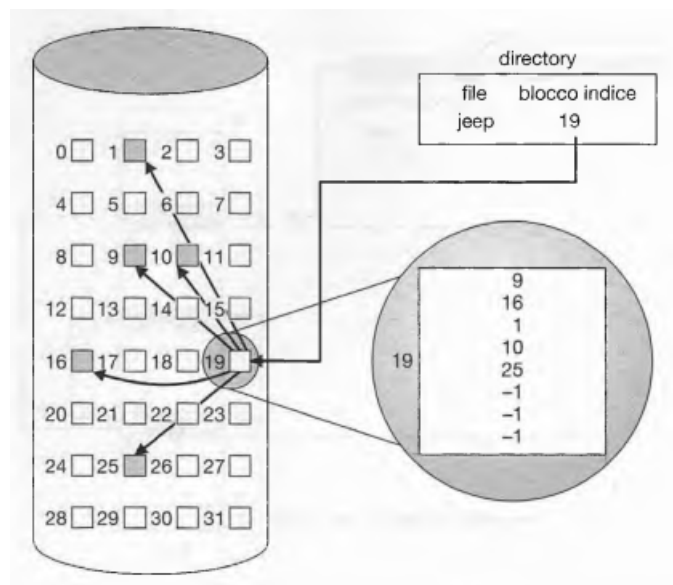 directory
file blocco indice
jeep 19
0 1 2 3
4 5 6 7
8 9 10 11
12 13 14 15
16 17 18 19
20 21 22 23
24 25 26 27
28 29 30 31
19
9
16
1
10
25
-1
-1
-1